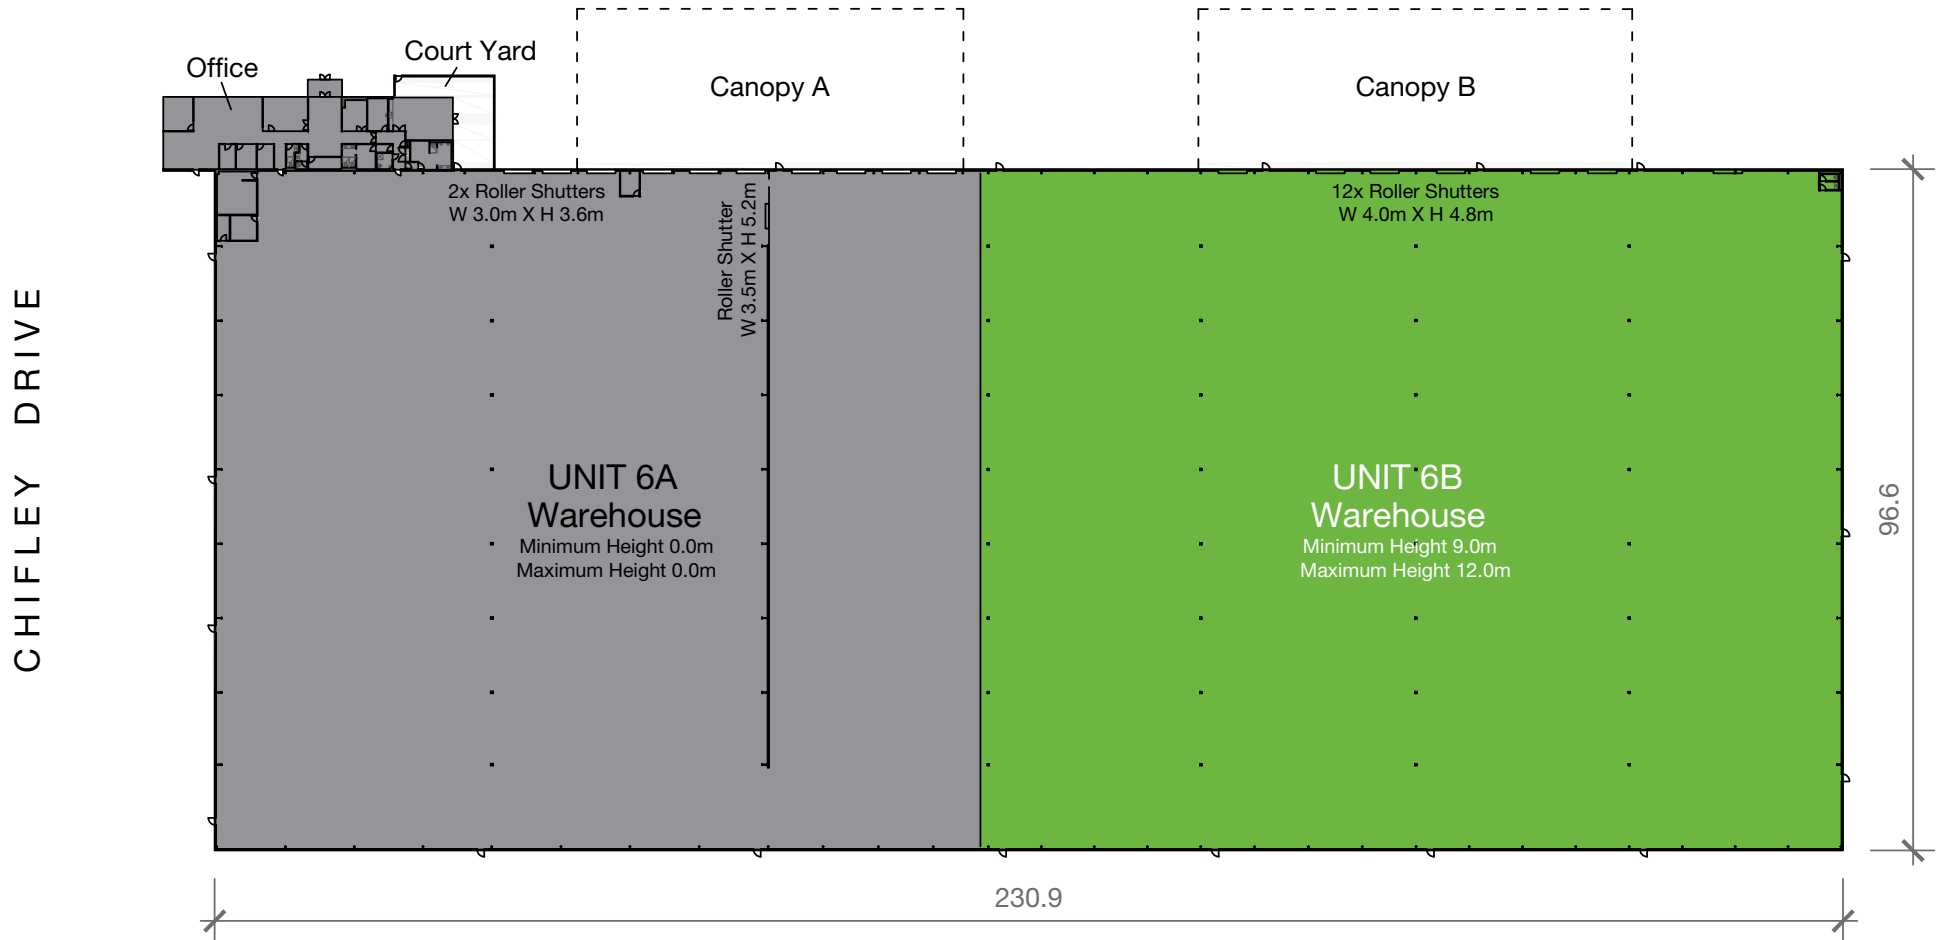 Office
Court Yard
Canopy A
Canopy B
2x Roller Shutters
W 3.0m X H 3.6m
Roller Shutter
W 3.5m X H 5.2m
12x Roller Shutters
W 4.0m X H 4.8m
CHIFLEY DRIVE
UNIT 6A
Warehouse
Minimum Height 0.0m
Maximum Height 0.0m
UNIT 6B
Warehouse
Minimum Height 9.0m
Maximum Height 12.0m
96.6
230.9